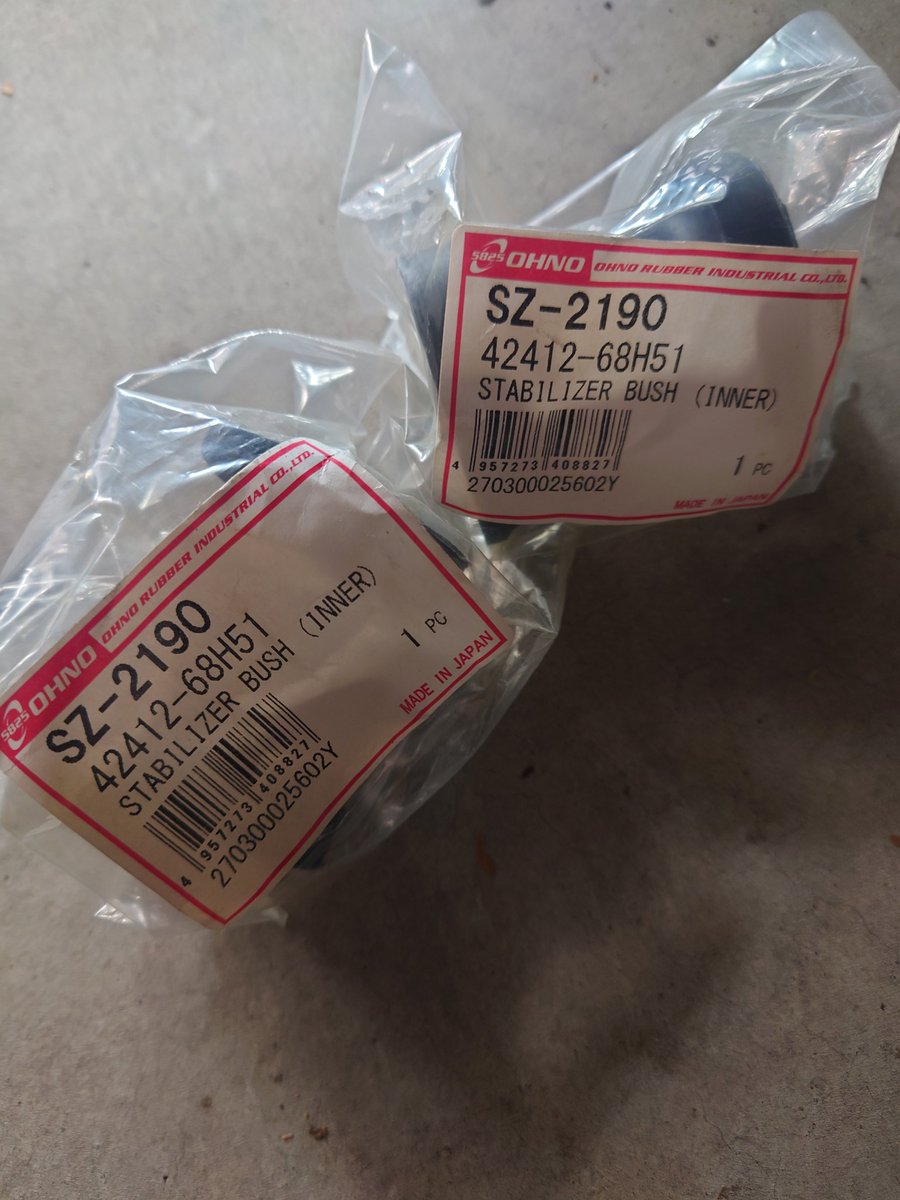 5825 OHNO OHNO RUBBER INDUSTRIAL CO.,LTD.
SZ-2190
42412-68H51
STABILIZER BUSH (INNER)
4 957273 408827
1 PC
270300025602Y
MADE IN JAPAN
5825 OHNO OHNO RUBBER INDUSTRIAL CO.,LTD.
SZ-2190
42412-68H51
STABILIZER BUSH (INNER)
4 957273 408827
1 PC
270300025602Y
MADE IN JAPAN